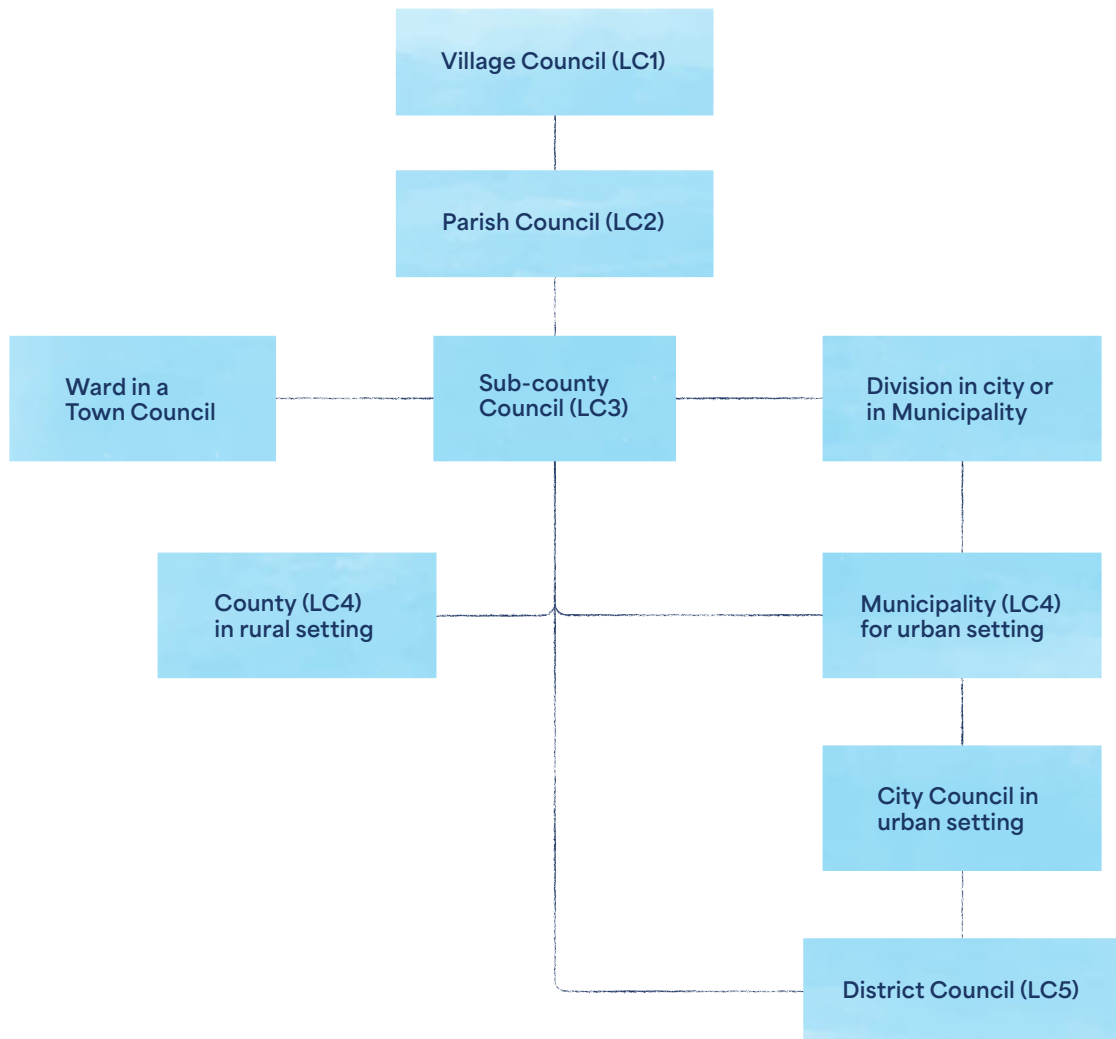 Village Council (LC1)
Parish Council (LC2)
Ward in a
Town Council
Sub-county
Council (LC3)
Division in city or
in Municipality
County (LC4)
in rural setting
Municipality (LC4)
for urban setting
City Council in
urban setting
District Council (LC5)